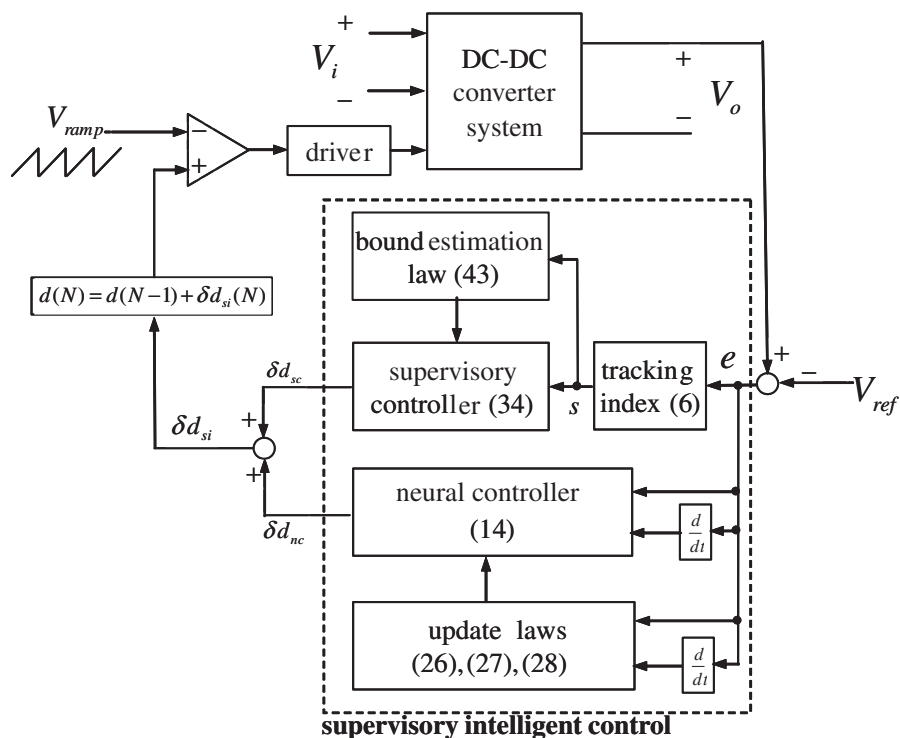 +
V_i
−
DC-DC
converter
system
+
V_o
−
V_ramp
−
+
driver
bound estimation
law (43)
d(N) = d(N−1) + δd_si(N)
supervisory
controller (34)
s
tracking
index (6)
e
+
−
V_ref
δd_sc
+
δd_si
+
δd_nc
neural controller
(14)
d
dt
update laws
(26),(27),(28)
d
dt
supervisory intelligent control